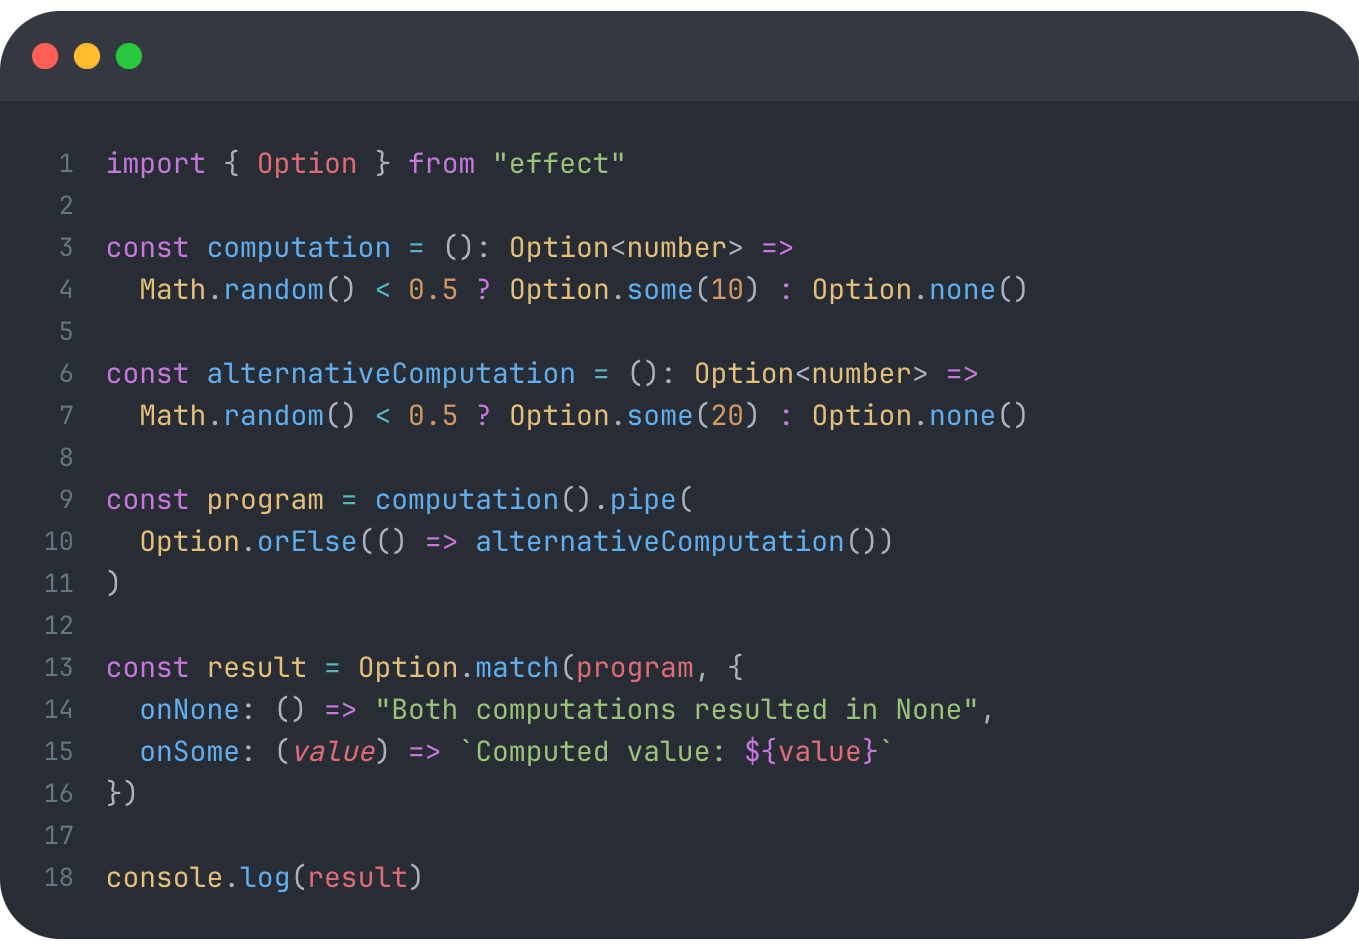 1 import { Option } from "effect"
2
3 const computation = (): Option<number> =>
4   Math.random() < 0.5 ? Option.some(10) : Option.none()
5
6 const alternativeComputation = (): Option<number> =>
7   Math.random() < 0.5 ? Option.some(20) : Option.none()
8
9 const program = computation().pipe(
10   Option.orElse(() => alternativeComputation())
11 )
12
13 const result = Option.match(program, {
14   onNone: () => "Both computations resulted in None",
15   onSome: (value) => `Computed value: ${value}`
16 })
17
18 console.log(result)